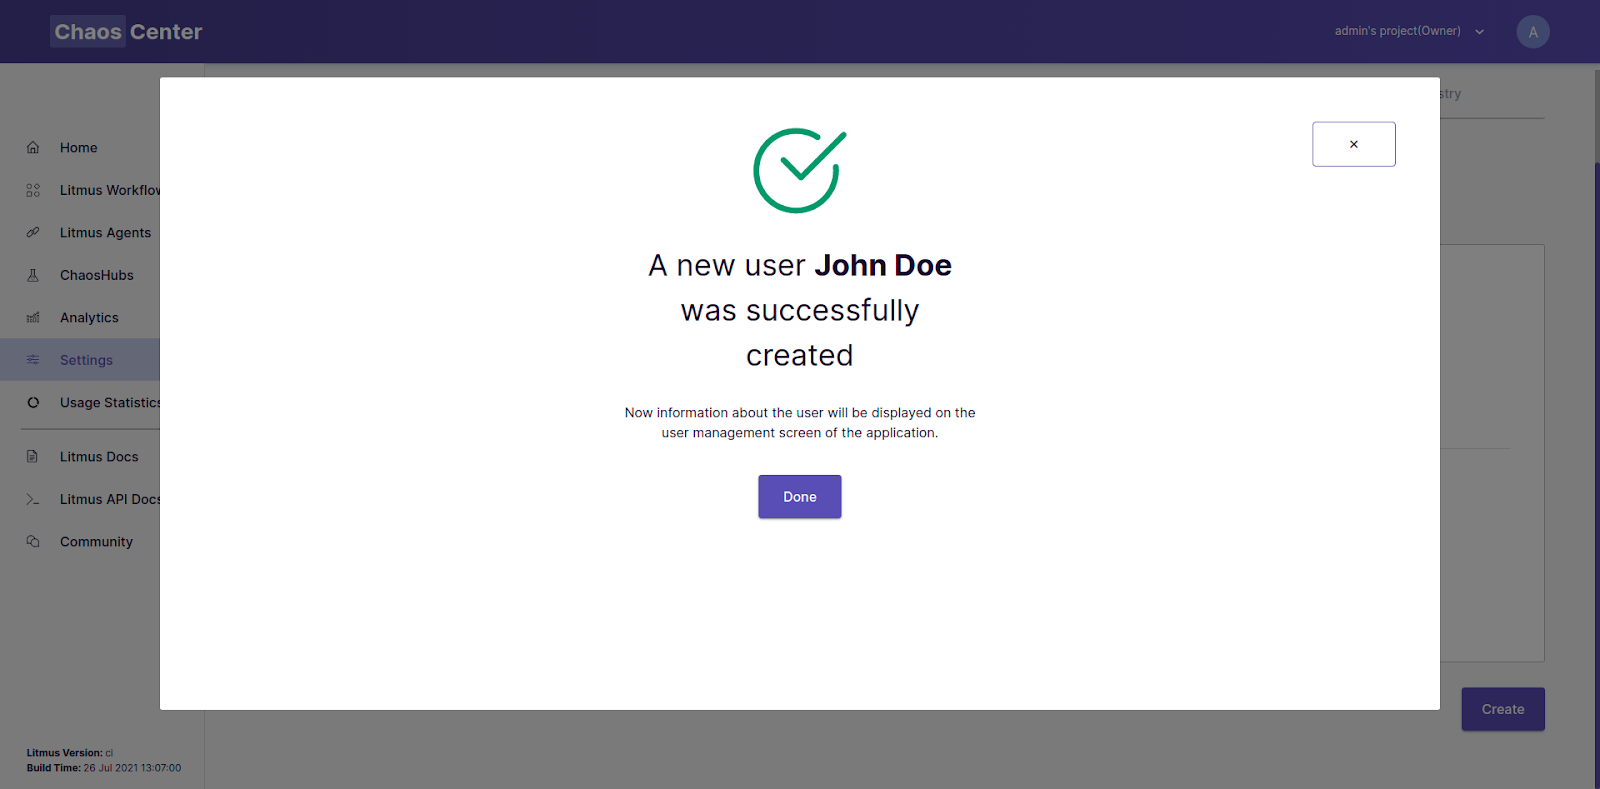 Chaos Center
admin's project(Owner)
A
stry
×
Home
Litmus Workflow
Litmus Agents
ChaosHubs
Analytics
Settings
Usage Statistics
Litmus Docs
Litmus API Docs
Community
A new user John Doe
was successfully
created
Now information about the user will be displayed on the
user management screen of the application.
Done
Create
Litmus Version: ci
Build Time: 26 Jul 2021 13:07:00